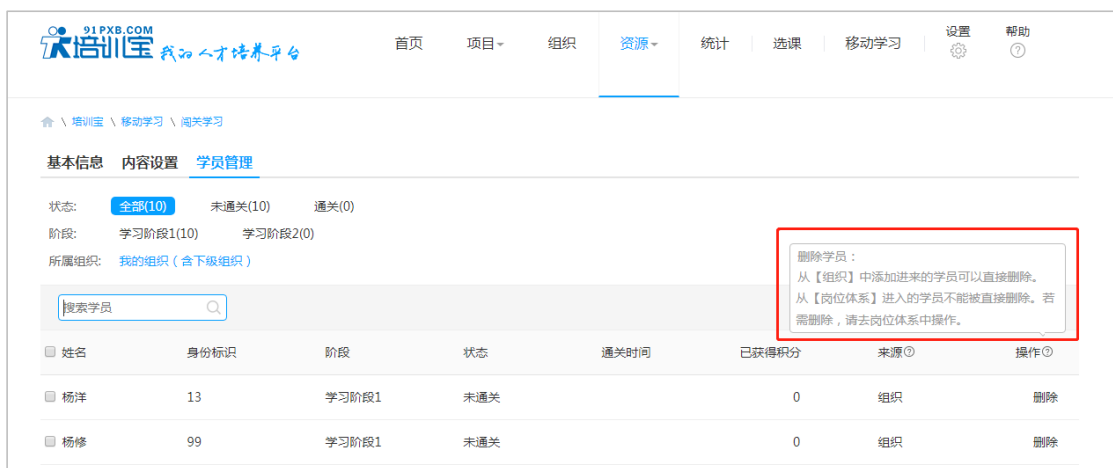 91PXB.COM
培训宝 我的人才培养平台
首页 项目 组织 资源 统计 选课 移动学习 设置 帮助
\ 培训宝 \ 移动学习 \ 闯关学习
基本信息 内容设置 学员管理
状态: 全部(10) 未通关(10) 通关(0)
阶段: 学习阶段1(10) 学习阶段2(0)
所属组织: 我的组织（含下级组织）
删除学员：
从【组织】中添加进来的学员可以直接删除。
从【岗位体系】进入的学员不能被直接删除。若
需删除，请去岗位体系中操作。
搜索学员
姓名 身份标识 阶段 状态 通关时间 已获得积分 来源? 操作?
杨洋 13 学习阶段1 未通关 0 组织 删除
杨修 99 学习阶段1 未通关 0 组织 删除